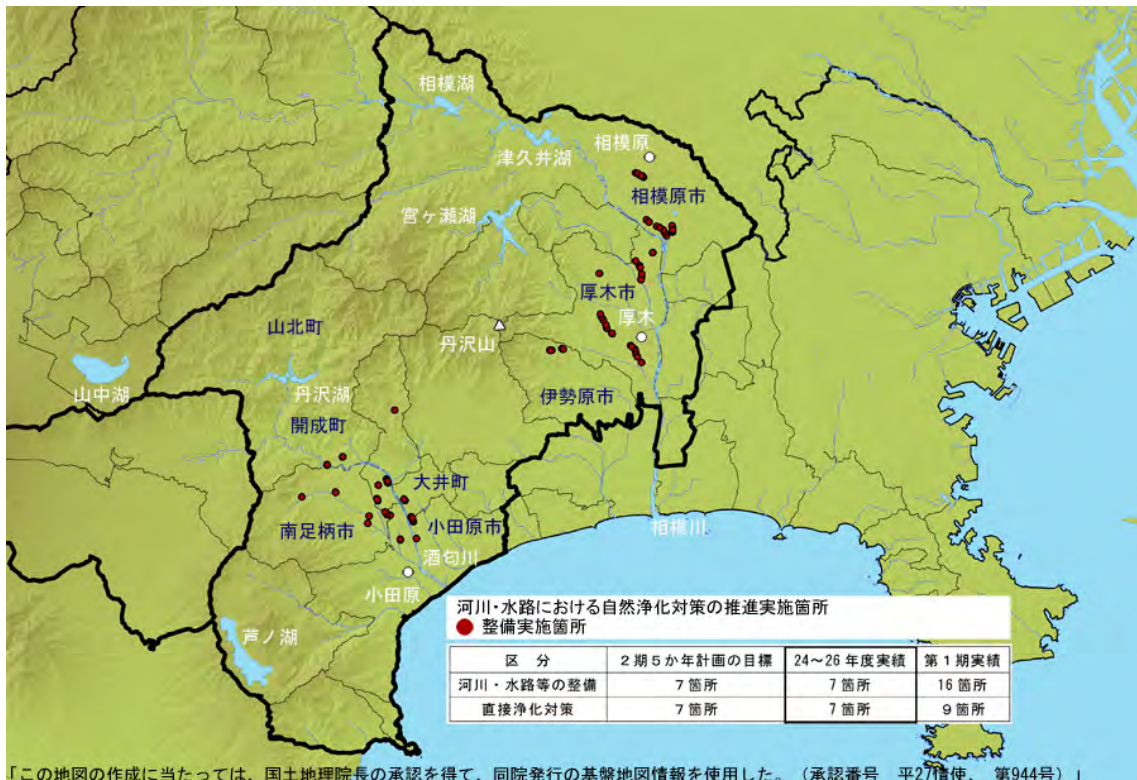 相模湖
相模原
津久井湖
相模原市
宮ヶ瀬湖
厚木市
厚木
山北町
丹沢山
山中湖
丹沢湖
伊勢原市
開成町
大井町
南足柄市
小田原市
相模川
酒匂川
小田原
芦ノ湖
河川・水路における自然浄化対策の推進実施箇所
整備実施箇所
区 分 2期5か年計画の目標 24～26年度実績 第1期実績
河川・水路等の整備 7箇所 7箇所 16箇所
直接浄化対策 7箇所 7箇所 9箇所
「この地図の作成に当たっては、国土地理院長の承認を得て、同院発行の基盤地図情報を使用した。（承認番号 平27情使、 第944号）」